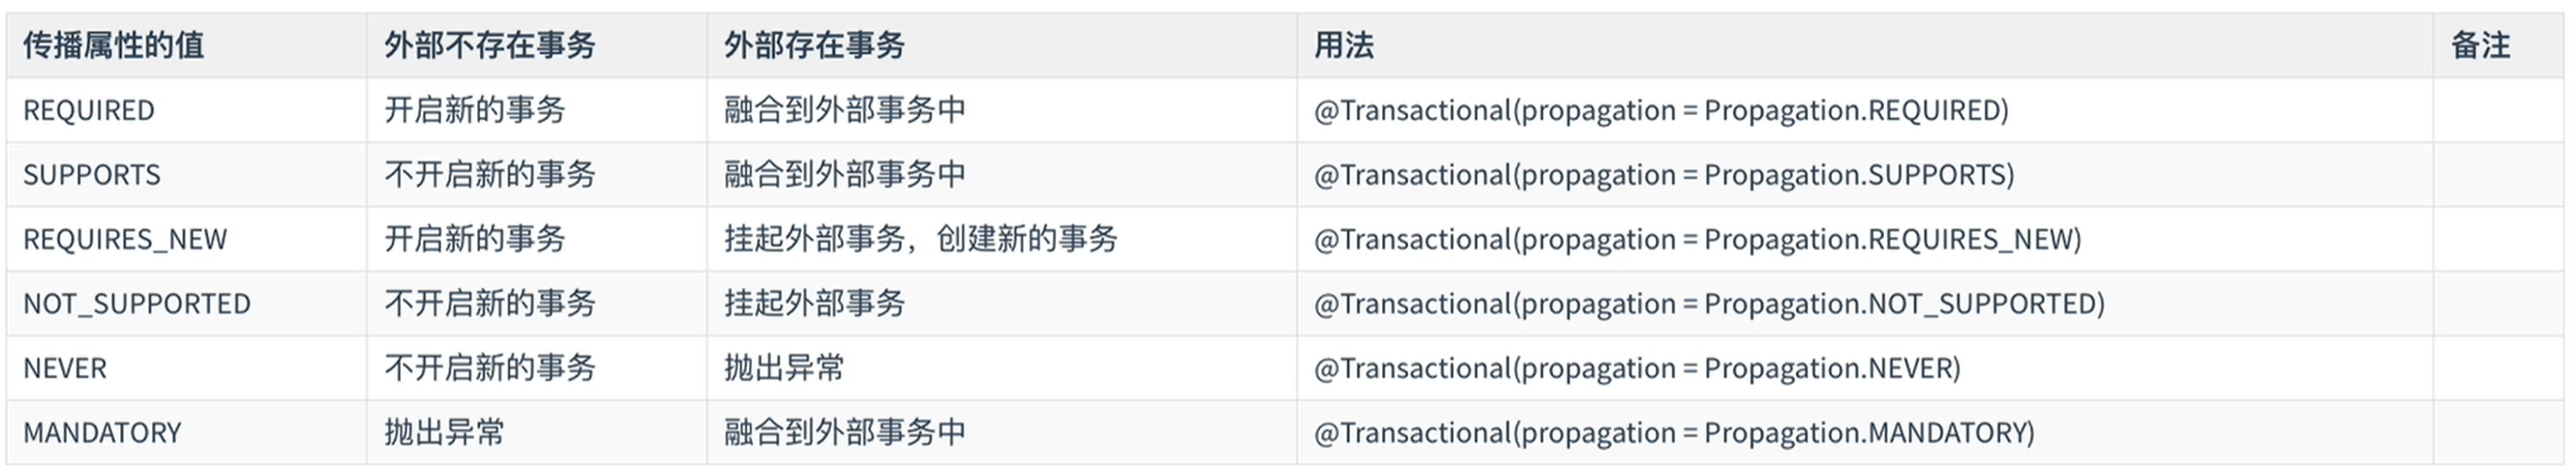 传播属性的值 外部不存在事务 外部存在事务 用法 备注
REQUIRED 开启新的事务 融合到外部事务中 @Transactional(propagation = Propagation.REQUIRED)
SUPPORTS 不开启新的事务 融合到外部事务中 @Transactional(propagation = Propagation.SUPPORTS)
REQUIRES_NEW 开启新的事务 挂起外部事务，创建新的事务 @Transactional(propagation = Propagation.REQUIRES_NEW)
NOT_SUPPORTED 不开启新的事务 挂起外部事务 @Transactional(propagation = Propagation.NOT_SUPPORTED)
NEVER 不开启新的事务 抛出异常 @Transactional(propagation = Propagation.NEVER)
MANDATORY 抛出异常 融合到外部事务中 @Transactional(propagation = Propagation.MANDATORY)